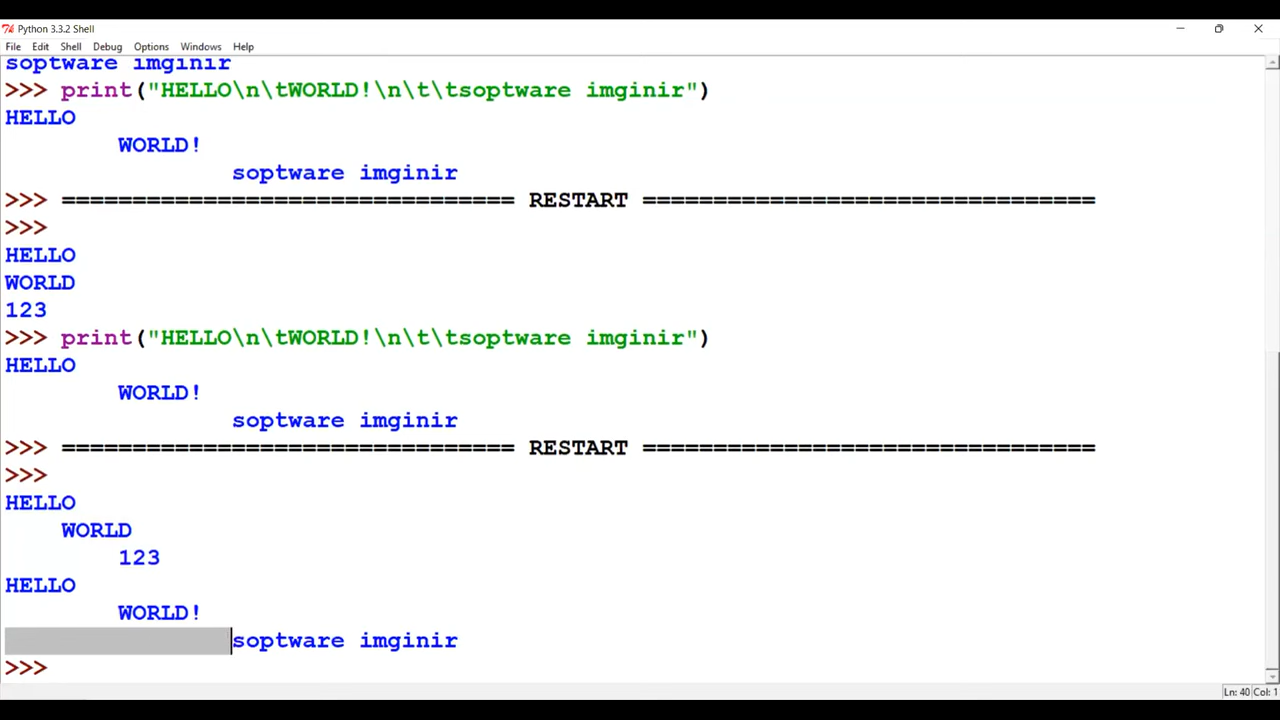 Python 3.3.2 Shell
File Edit Shell Debug Options Windows Help
soptware imginir
>>> print("HELLO\n\tWORLD!\n\t\tsoptware imginir")
HELLO
        WORLD!
                soptware imginir
>>> ================================ RESTART ================================
>>>
HELLO
WORLD
123
>>> print("HELLO\n\tWORLD!\n\t\tsoptware imginir")
HELLO
        WORLD!
                soptware imginir
>>> ================================ RESTART ================================
>>>
HELLO
    WORLD
        123
HELLO
        WORLD!
                soptware imginir
>>>
Ln: 40 Col: 1